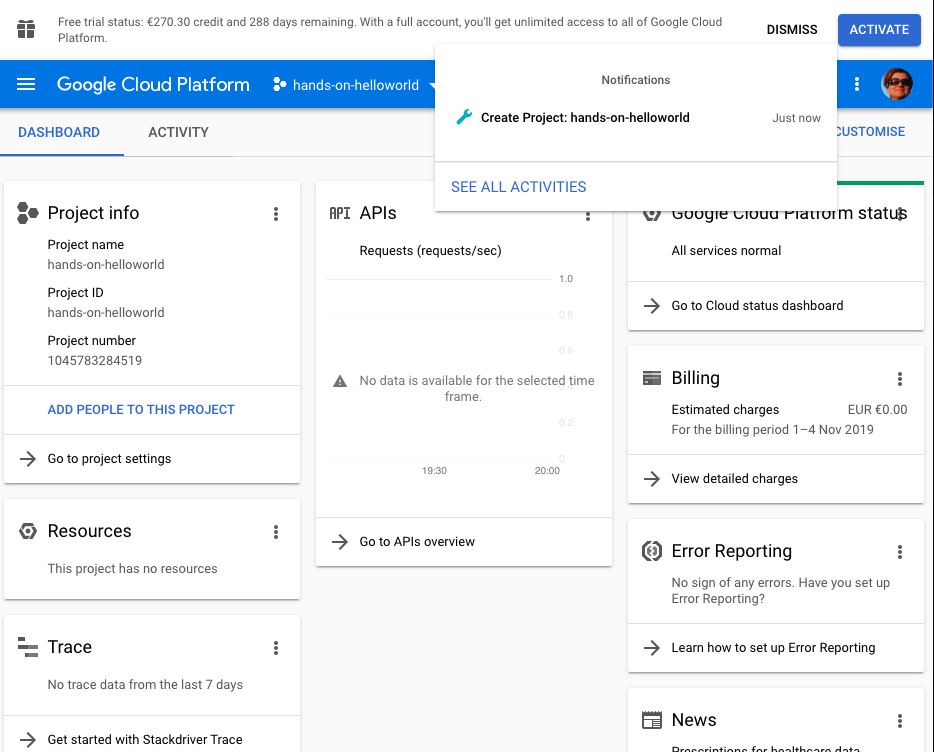 Free trial status: €270.30 credit and 288 days remaining. With a full account, you'll get unlimited access to all of Google Cloud
Platform.
DISMISS
ACTIVATE
Google Cloud Platform
hands-on-helloworld
Notifications
Create Project: hands-on-helloworld
Just now
SEE ALL ACTIVITIES
DASHBOARD
ACTIVITY
CUSTOMISE
Project info
Project name
hands-on-helloworld
Project ID
hands-on-helloworld
Project number
1045783284519
ADD PEOPLE TO THIS PROJECT
Go to project settings
Resources
This project has no resources
Trace
No trace data from the last 7 days
Get started with Stackdriver Trace
API APIs
Requests (requests/sec)
1.0
0.8
0.6
No data is available for the selected time
frame.
0.2
0
19:30
20:00
Go to APIs overview
Google Cloud Platform status
All services normal
Go to Cloud status dashboard
Billing
Estimated charges
EUR €0.00
For the billing period 1–4 Nov 2019
View detailed charges
Error Reporting
No sign of any errors. Have you set up
Error Reporting?
Learn how to set up Error Reporting
News
Prescriptions for healthcare data